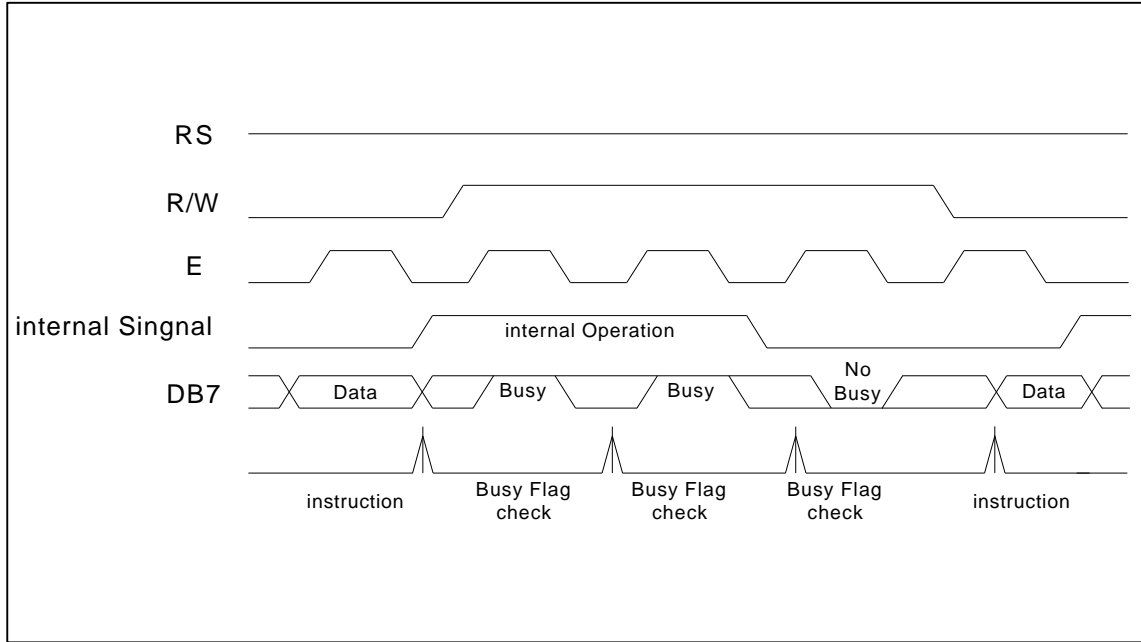 RS
R/W
E
internal Singnal
internal Operation
DB7
Data
Busy
Busy
No
Busy
Data
instruction
Busy Flag
check
Busy Flag
check
Busy Flag
check
instruction